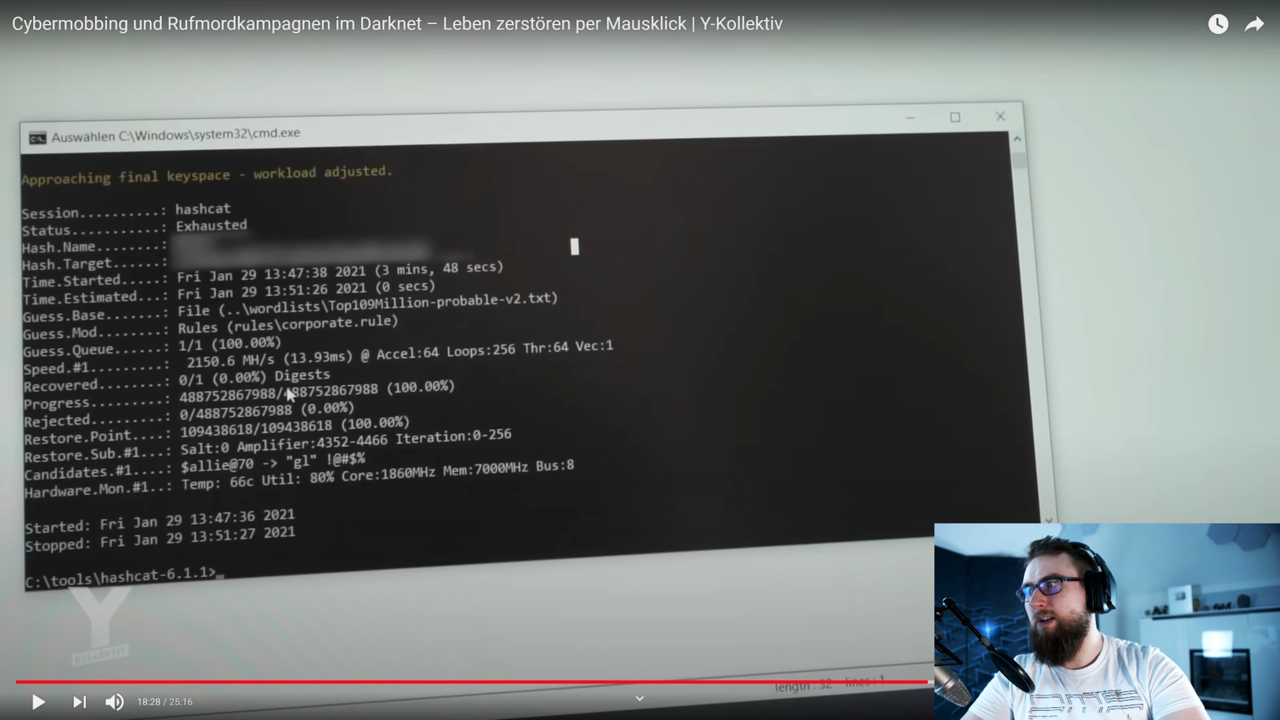 Cybermobbing und Rufmordkampagnen im Darknet – Leben zerstören per Mausklick | Y-Kollektiv
Auswählen C:\Windows\system32\cmd.exe
Approaching final keyspace - workload adjusted.
Session..........: hashcat
Status...........: Exhausted
Hash.Name........:
Hash.Target......:
Time.Started.....: Fri Jan 29 13:47:38 2021 (3 mins, 48 secs)
Time.Estimated...: Fri Jan 29 13:51:26 2021 (0 secs)
Guess.Base.......: File (..\wordlists\Top109Million-probable-v2.txt)
Guess.Mod........: Rules (rules\corporate.rule)
Guess.Queue......: 1/1 (100.00%)
Speed.#1.........: 2150.6 MH/s (13.93ms) @ Accel:64 Loops:256 Thr:64 Vec:1
Recovered........: 0/1 (0.00%) Digests
Progress.........: 488752867988/488752867988 (100.00%)
Rejected.........: 0/488752867988 (0.00%)
Restore.Point....: 109438618/109438618 (100.00%)
Restore.Sub.#1...: Salt:0 Amplifier:4352-4466 Iteration:0-256
Candidates.#1....: $allie@70 -> "gl" !@#$%
Hardware.Mon.#1..: Temp: 66c Util: 80% Core:1860MHz Mem:7000MHz Bus:8
Started: Fri Jan 29 13:47:36 2021
Stopped: Fri Jan 29 13:51:27 2021
C:\tools\hashcat-6.1.1>
Y
KOLLEKTIV
length : 32 lines : 1
18:28 / 25:16